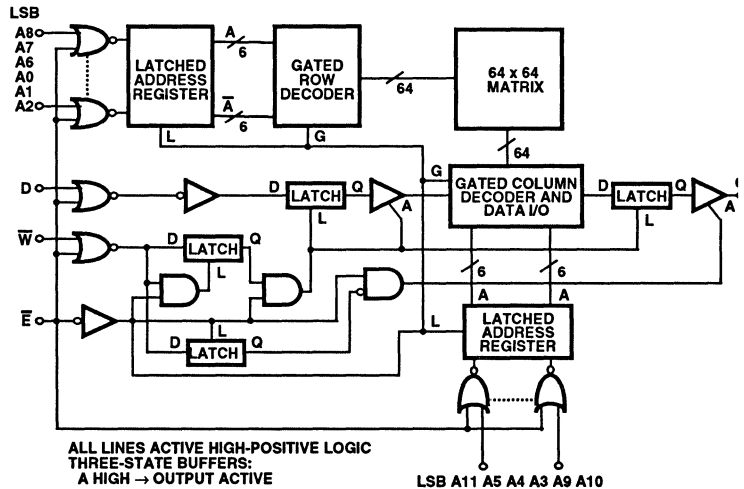 LSB
A8
A7
A6
A0
A1
A2
LATCHED
ADDRESS
REGISTER
L
A
6
A̅
6
GATED
ROW
DECODER
G
64
64 x 64
MATRIX
64
D
D
LATCH
Q
L
A
G
GATED COLUMN
DECODER AND
DATA I/O
D
LATCH
Q
L
A
W̅
D
LATCH
Q
L
6
A
6
A
E̅
L
D
LATCH
Q
L
LATCHED
ADDRESS
REGISTER
ALL LINES ACTIVE HIGH-POSITIVE LOGIC
THREE-STATE BUFFERS:
A HIGH → OUTPUT ACTIVE
LSB A11 A5 A4 A3 A9 A10